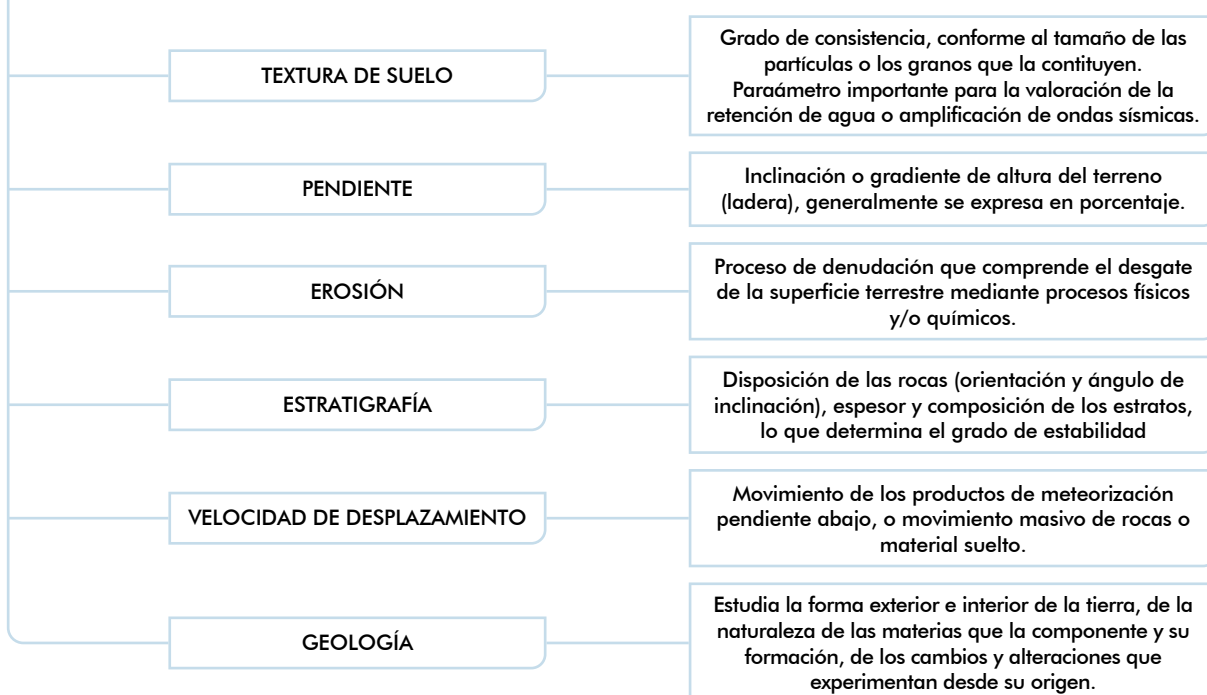 TEXTURA DE SUELO
Grado de consistencia, conforme al tamaño de las
partículas o los granos que la contituyen.
Paraámetro importante para la valoración de la
retención de agua o amplificación de ondas sísmicas.
PENDIENTE
Inclinación o gradiente de altura del terreno
(ladera), generalmente se expresa en porcentaje.
EROSIÓN
Proceso de denudación que comprende el desgate
de la superficie terrestre mediante procesos físicos
y/o químicos.
ESTRATIGRAFÍA
Disposición de las rocas (orientación y ángulo de
inclinación), espesor y composición de los estratos,
lo que determina el grado de estabilidad
VELOCIDAD DE DESPLAZAMIENTO
Movimiento de los productos de meteorización
pendiente abajo, o movimiento masivo de rocas o
material suelto.
GEOLOGÍA
Estudia la forma exterior e interior de la tierra, de la
naturaleza de las materias que la componente y su
formación, de los cambios y alteraciones que
experimentan desde su origen.